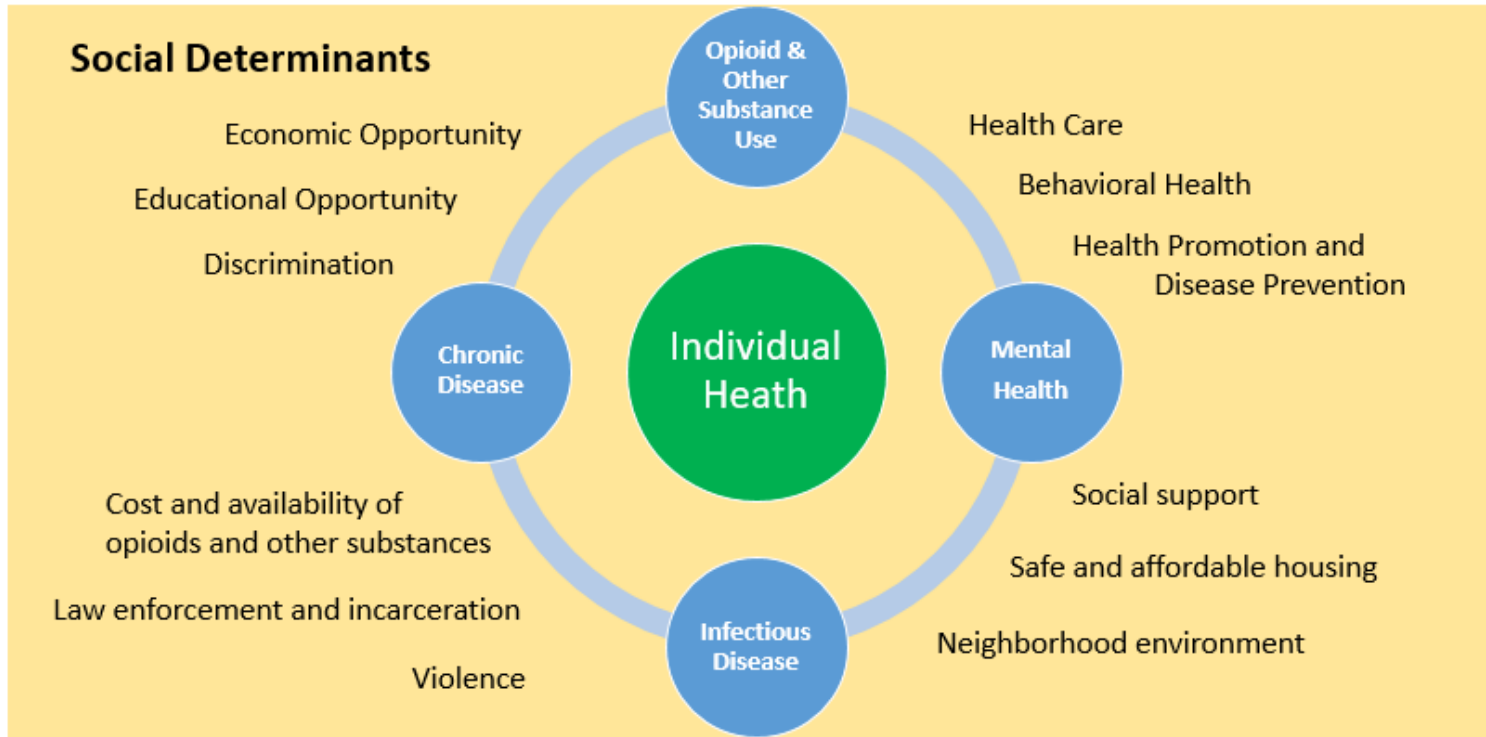 Social Determinants
Economic Opportunity
Educational Opportunity
Discrimination
Opioid &
Other
Substance
Use
Health Care
Behavioral Health
Health Promotion and
Disease Prevention
Chronic
Disease
Individual
Heath
Mental
Health
Cost and availability of
opioids and other substances
Law enforcement and incarceration
Violence
Infectious
Disease
Social support
Safe and affordable housing
Neighborhood environment